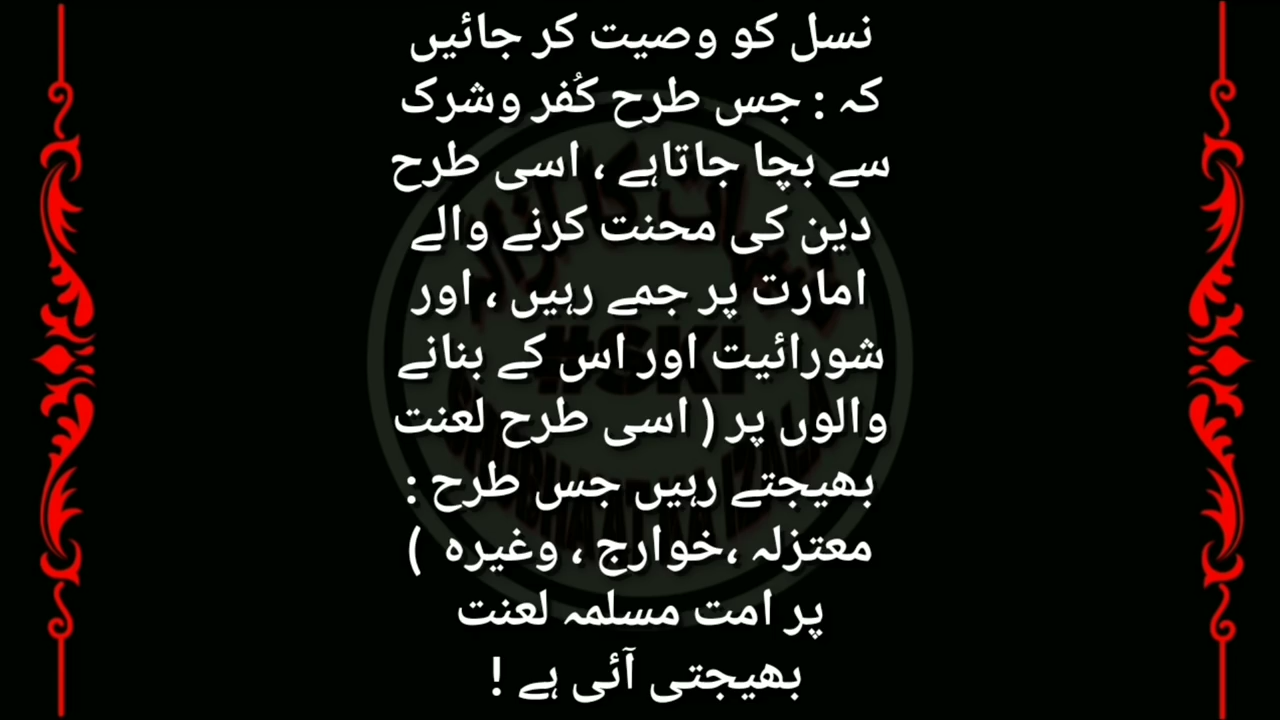 نسل کو وصیت کر جائیں
کہ : جس طرح کُفر وشرک
سے بچا جاتاہے ، اسی طرح
دین کی محنت کرنے والے
امارت پر جمے رہیں ، اور
شورائیت اور اس کے بنانے
والوں پر ( اسی طرح لعنت
بھیجتے رہیں جس طرح :
معتزلہ ،خوارج ، وغیرہ )
پر امت مسلمہ لعنت
بھیجتی آئی ہے !
#SKI